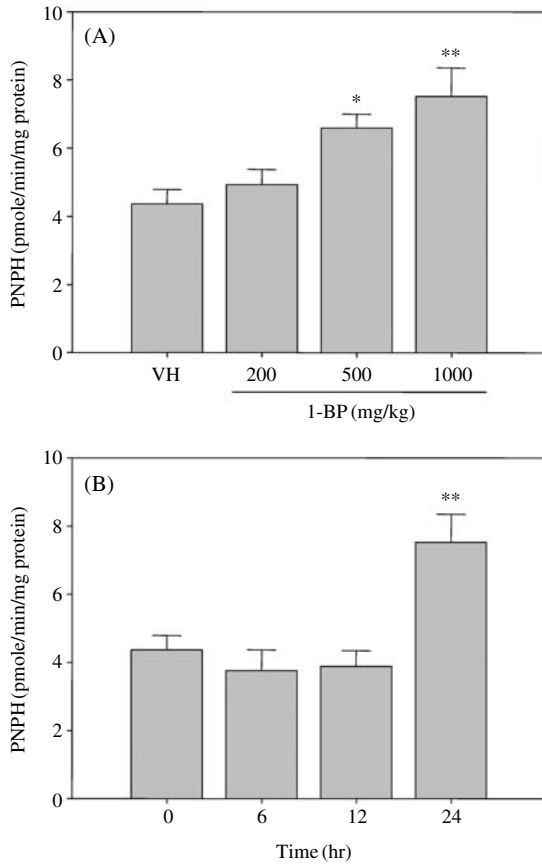 (A)
PNPH (pmole/min/mg protein)
10
8
6
4
2
0
*
**
VH 200 500 1000
1-BP (mg/kg)
(B)
PNPH (pmole/min/mg protein)
10
8
6
4
2
0
**
0 6 12 24
Time (hr)